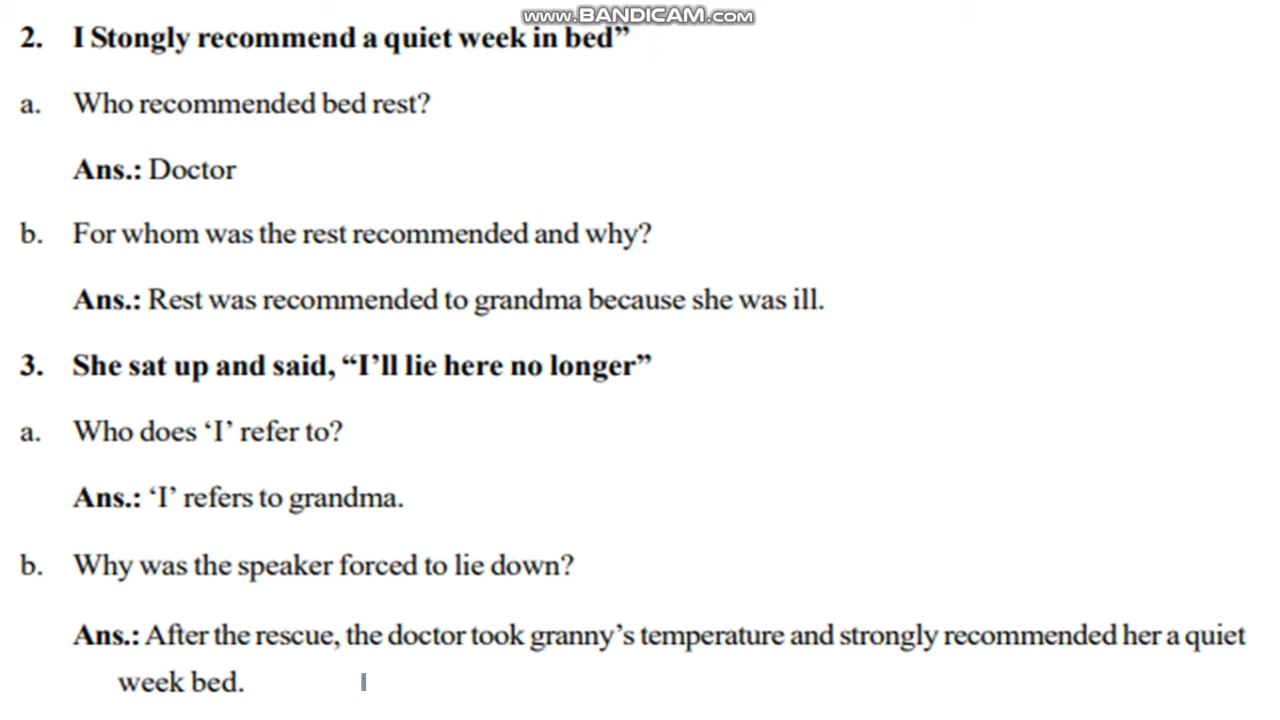 www.BANDICAM.com
2. I Stongly recommend a quiet week in bed”
a. Who recommended bed rest?
Ans.: Doctor
b. For whom was the rest recommended and why?
Ans.: Rest was recommended to grandma because she was ill.
3. She sat up and said, “I’ll lie here no longer”
a. Who does ‘I’ refer to?
Ans.: ‘I’ refers to grandma.
b. Why was the speaker forced to lie down?
Ans.: After the rescue, the doctor took granny’s temperature and strongly recommended her a quiet
week bed.